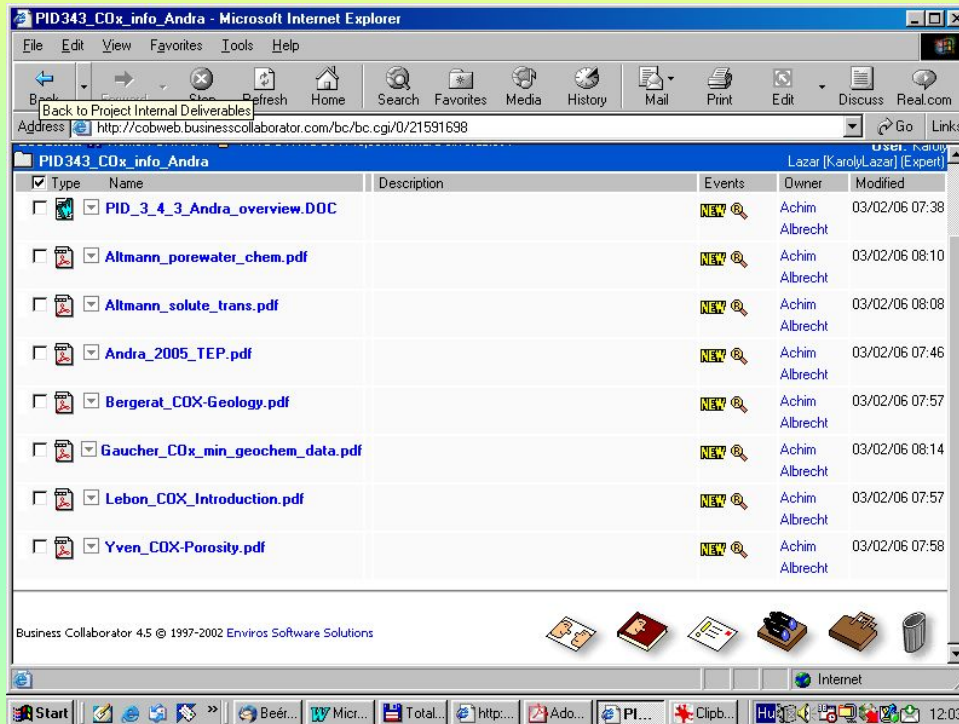 PID343_COx_info_Andra - Microsoft Internet Explorer
File Edit View Favorites Tools Help
Back Stop Refresh Home Search Favorites Media History Mail Print Edit Discuss Real.com
Back to Project Internal Deliverables
Address http://cobweb.businesscollaborator.com/bc/bc.cgi/0/21591698 Go Links
User: Karoly
PID343_COx_info_Andra Lazar [KarolyLazar] (Expert)
Type Name Description Events Owner Modified
PID_3_4_3_Andra_overview.DOC NEW Achim 03/02/06 07:38
Albrecht
Altmann_porewater_chem.pdf NEW Achim 03/02/06 08:10
Albrecht
Altmann_solute_trans.pdf NEW Achim 03/02/06 08:08
Albrecht
Andra_2005_TEP.pdf NEW Achim 03/02/06 07:46
Albrecht
Bergerat_COX-Geology.pdf NEW Achim 03/02/06 07:57
Albrecht
Gaucher_COx_min_geochem_data.pdf NEW Achim 03/02/06 08:14
Albrecht
Lebon_COX_Introduction.pdf NEW Achim 03/02/06 07:57
Albrecht
Yven_COX-Porosity.pdf NEW Achim 03/02/06 07:58
Albrecht
Business Collaborator 4.5 © 1997-2002 Enviros Software Solutions
Internet
Start » Beér... Micr... Total... http:... Ado... PI... Clipb... Hu 12:03